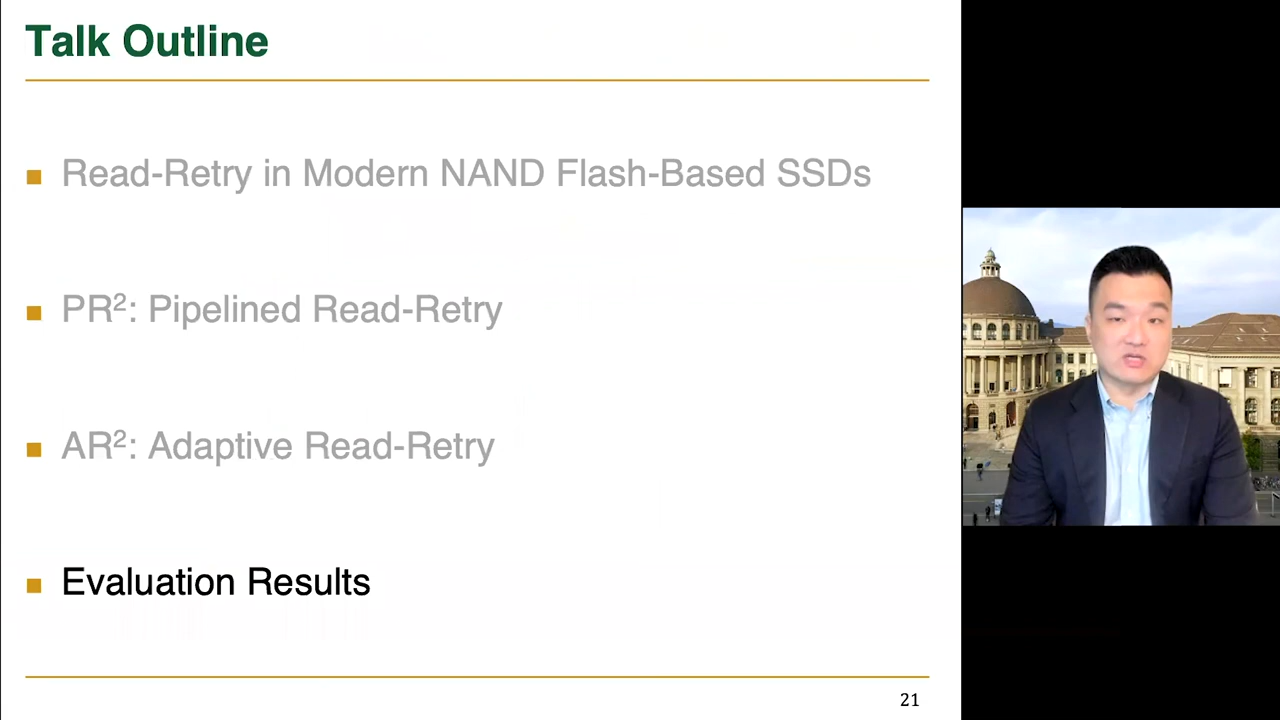 Talk Outline
Read-Retry in Modern NAND Flash-Based SSDs
PR²: Pipelined Read-Retry
AR²: Adaptive Read-Retry
Evaluation Results
21